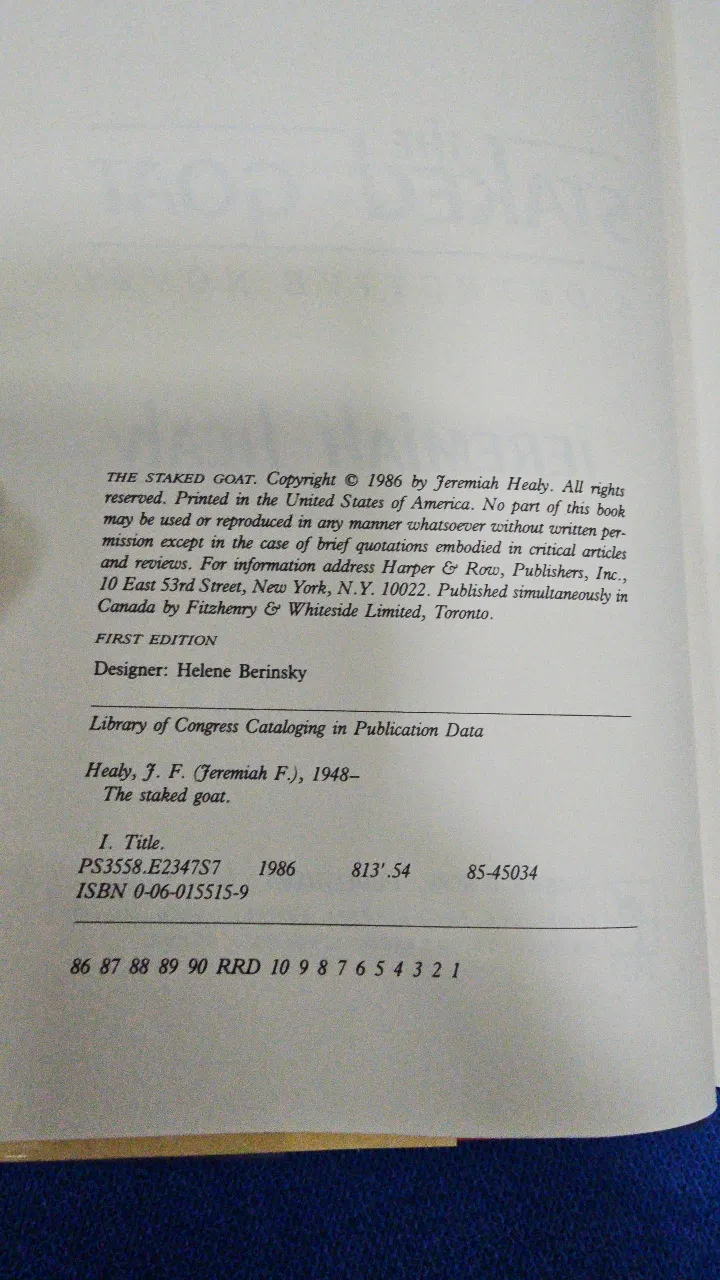 THE STAKED GOAT. Copyright © 1986 by Jeremiah Healy. All rights
reserved. Printed in the United States of America. No part of this book
may be used or reproduced in any manner whatsoever without written per-
mission except in the case of brief quotations embodied in critical articles
and reviews. For information address Harper & Row, Publishers, Inc.,
10 East 53rd Street, New York, N.Y. 10022. Published simultaneously in
Canada by Fitzhenry & Whiteside Limited, Toronto.
FIRST EDITION
Designer: Helene Berinsky
Library of Congress Cataloging in Publication Data
Healy, J. F. (Jeremiah F.), 1948–
The staked goat.
I. Title.
PS3558.E2347S7 1986 813'.54 85-45034
ISBN 0-06-015515-9
86 87 88 89 90 RRD 10 9 8 7 6 5 4 3 2 1